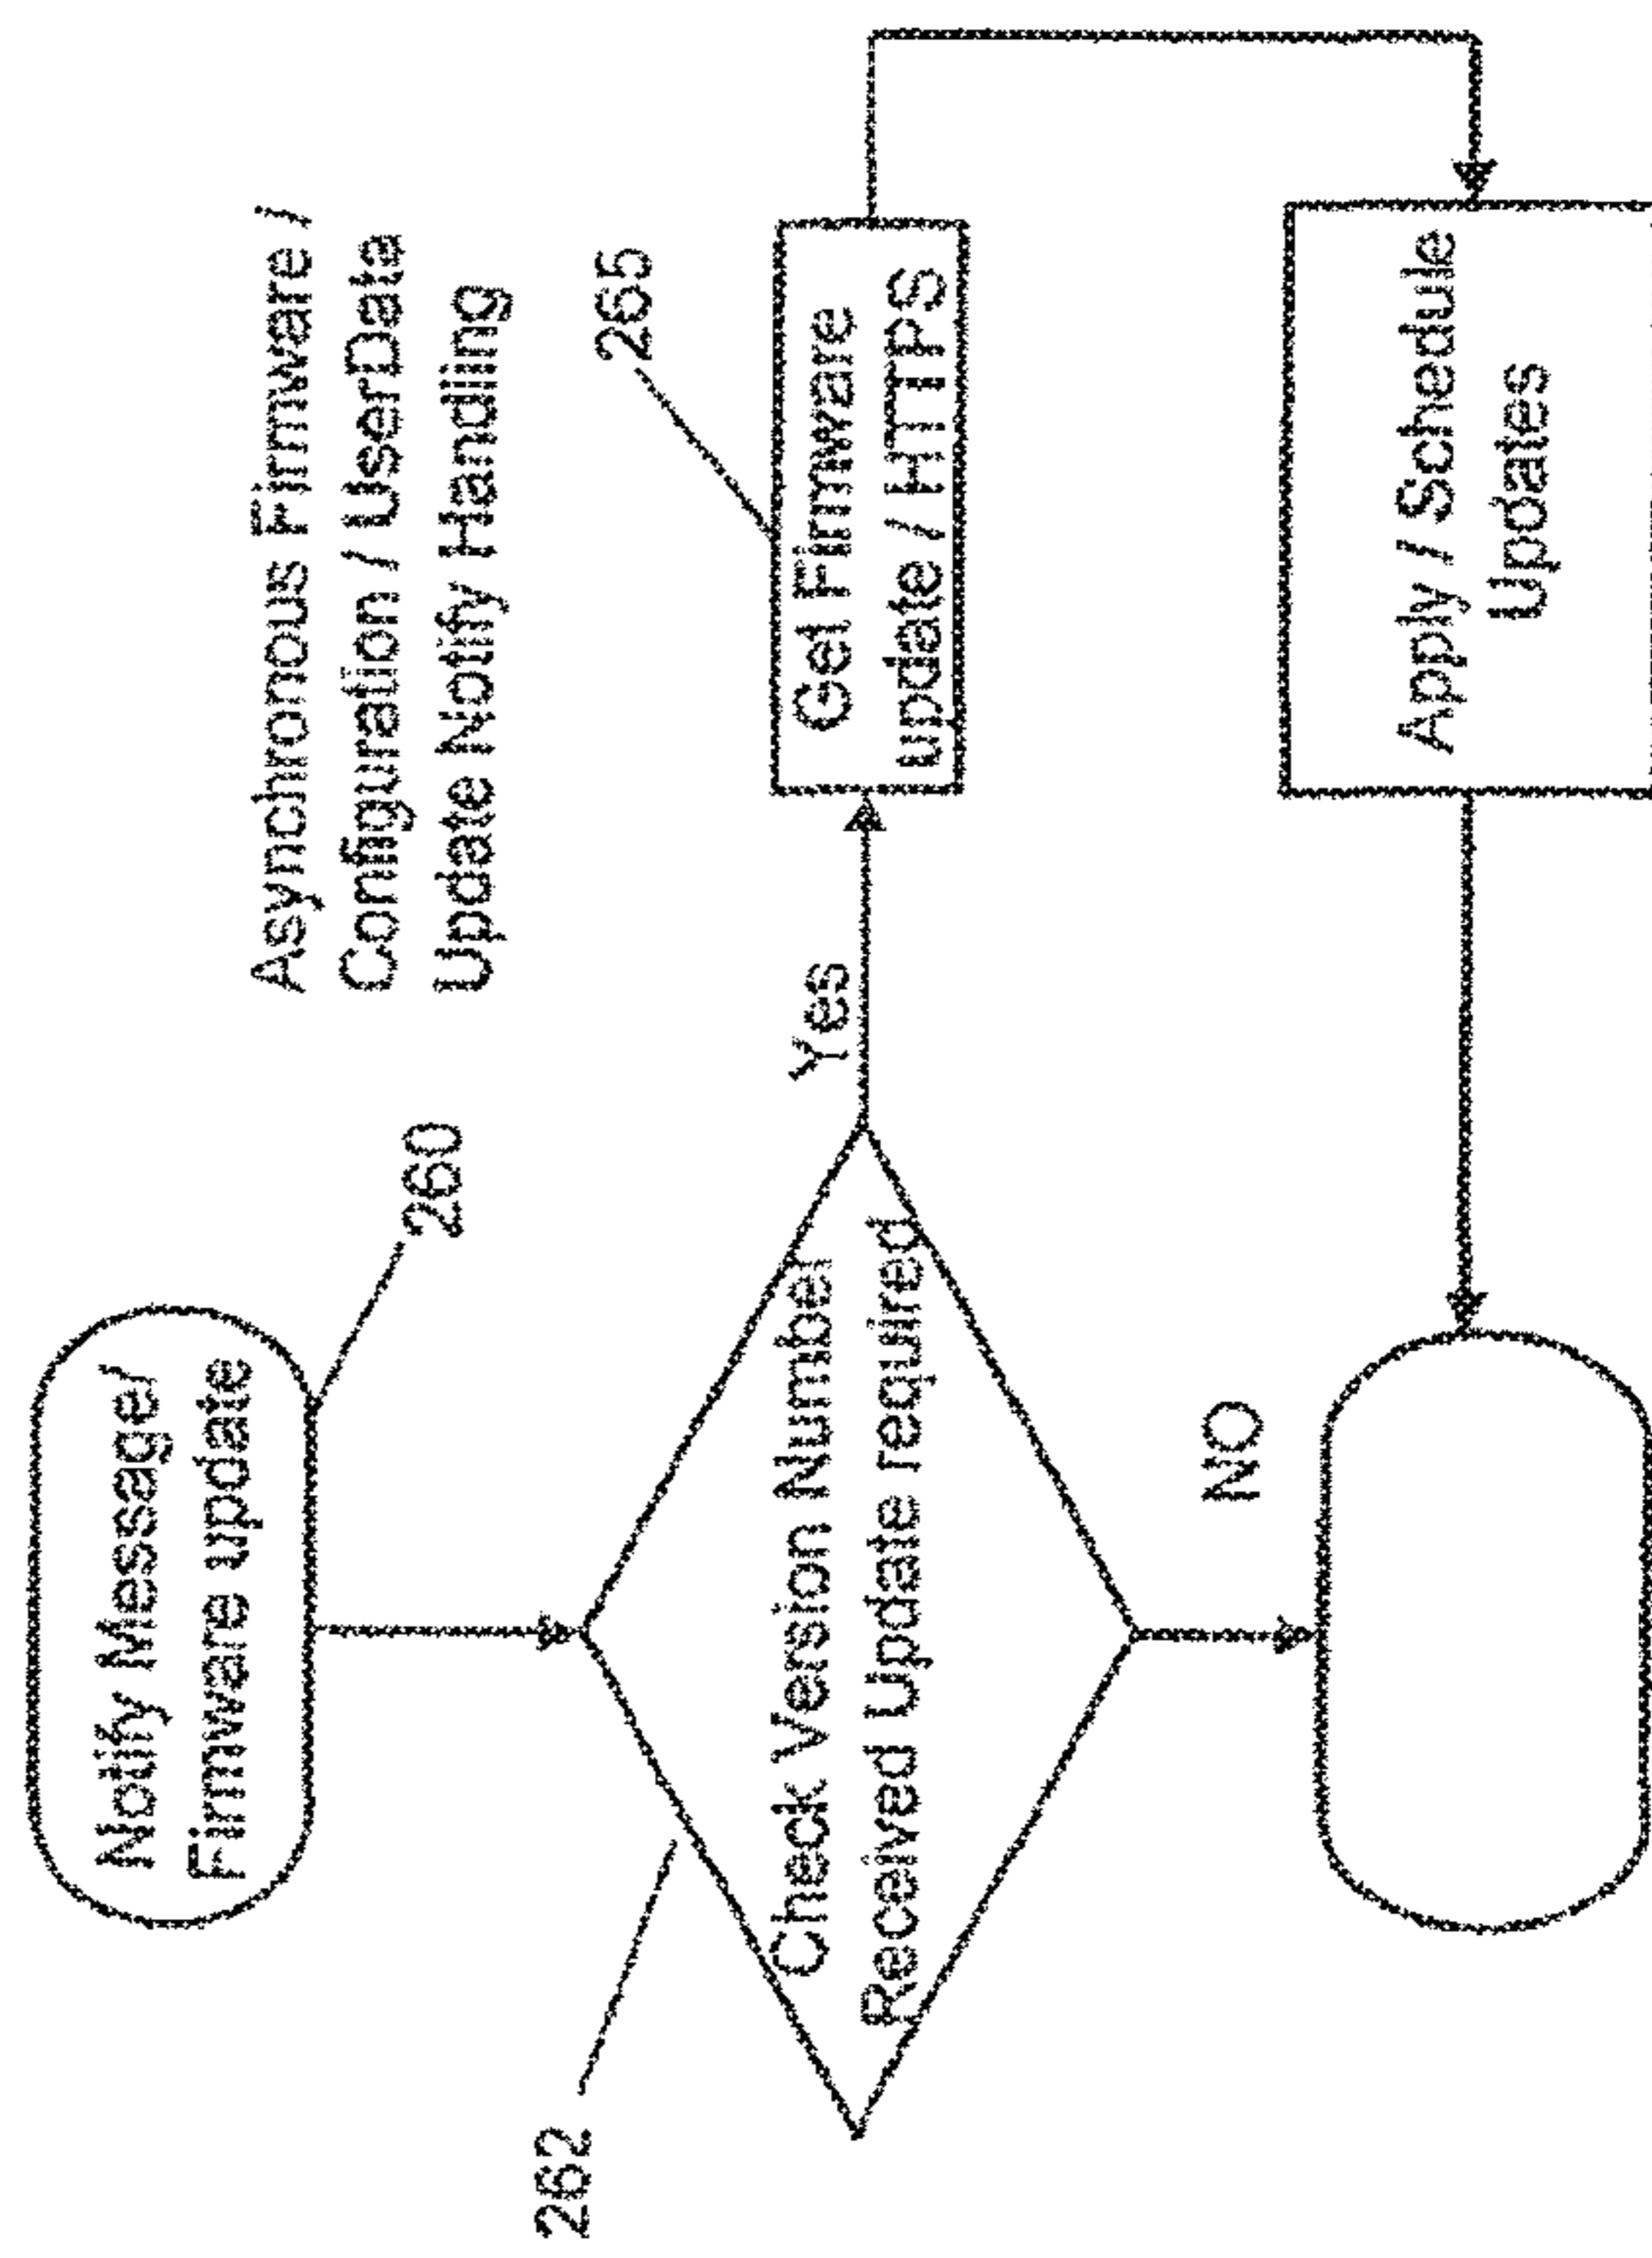 Asynchronous Firmware /
Configuration / UserData
Update Notify Handling
Notify Message/
Firmware update
260
262
Check Version Number
Received Update required
Yes
265
Get Firmware
update / HTTPS
NO
Apply / Schedule
Updates